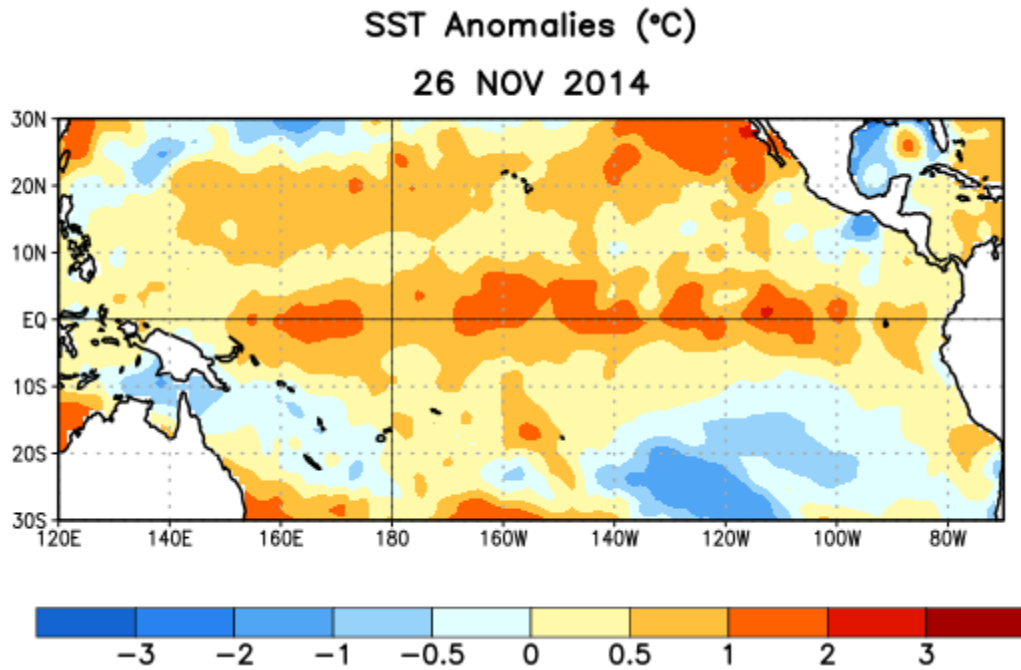 SST Anomalies (°C)
26 NOV 2014
30N
20N
10N
EQ
10S
20S
30S
120E 140E 160E 180 160W 140W 120W 100W 80W
-3 -2 -1 -0.5 0 0.5 1 2 3